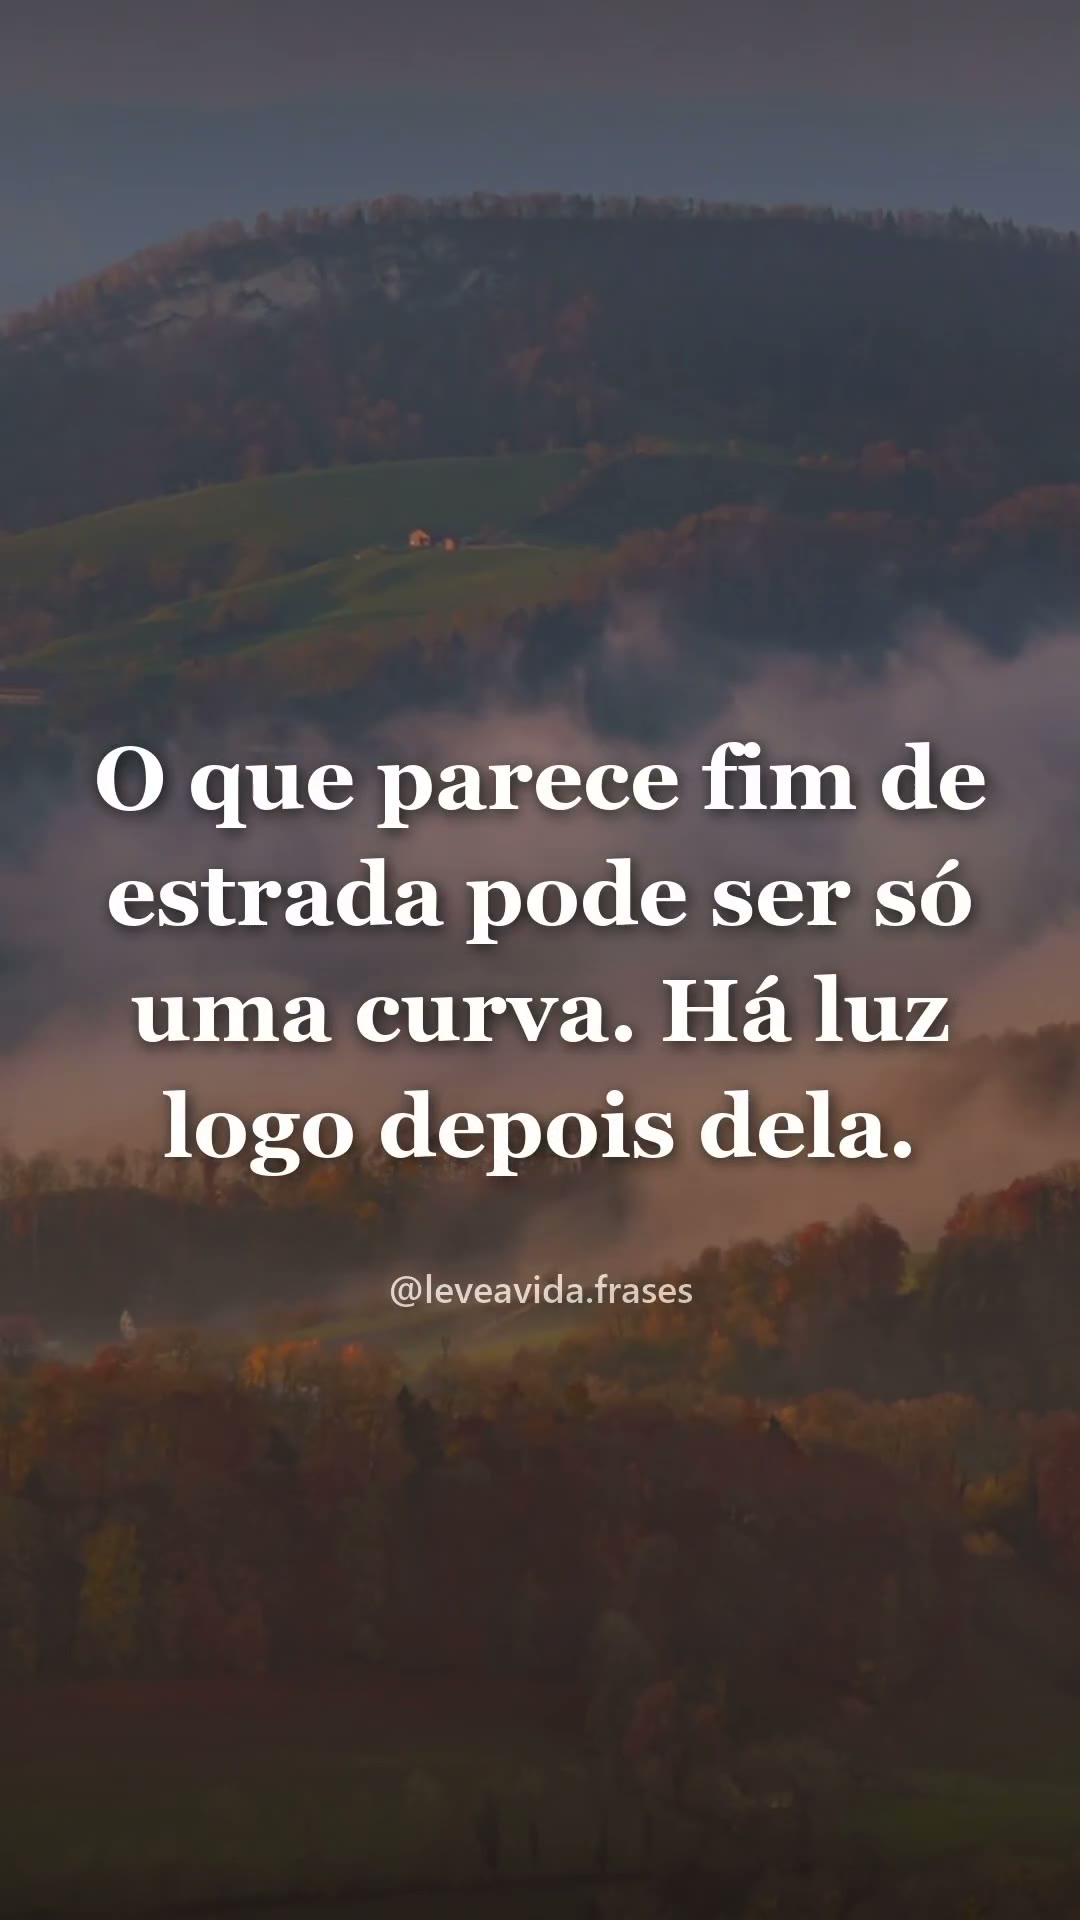 O que parece fim de
estrada pode ser só
uma curva. Há luz
logo depois dela.
@leveavida.frases